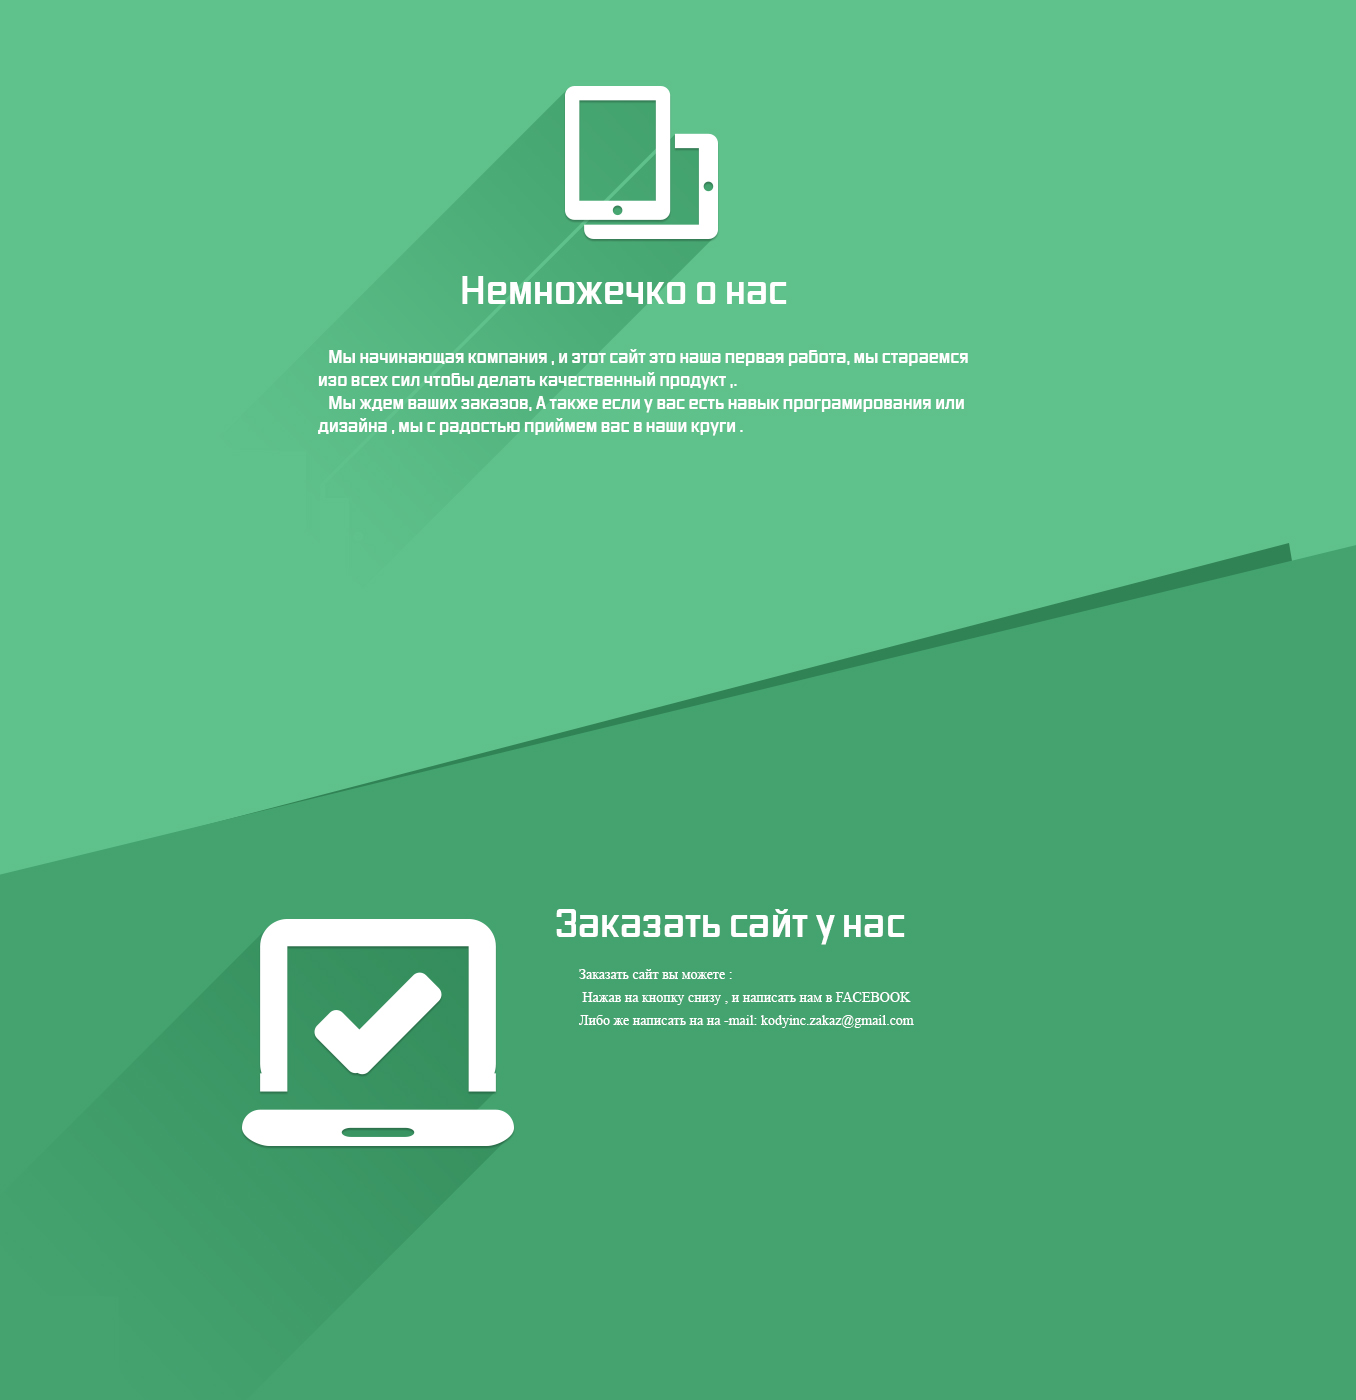 Немножечко о нас
Мы начинающая компания , и этот сайт это наша первая работа, мы стараемся
изо всех сил чтобы делать качественный продукт ,.
Мы ждем ваших заказов, А также если у вас есть навык програмирования или
дизайна , мы с радостью приймем вас в наши круги .
Заказать сайт у нас
Заказать сайт вы можете :
Нажав на кнопку снизу , и написать нам в FACEBOOK
Либо же написать на на -mail: kodyinc.zakaz@gmail.com